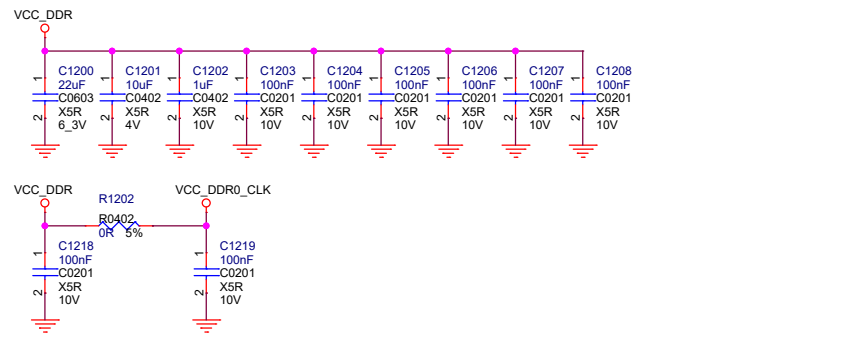 VCC_DDR
1 C1200 1 C1201 1 C1202 1 C1203 1 C1204 1 C1205 1 C1206 1 C1207 1 C1208
22uF 10uF 1uF 100nF 100nF 100nF 100nF 100nF 100nF
C0603 C0402 C0402 C0201 C0201 C0201 C0201 C0201 C0201
2 X5R 2 X5R 2 X5R 2 X5R 2 X5R 2 X5R 2 X5R 2 X5R 2 X5R
6_3V 4V 10V 10V 10V 10V 10V 10V 10V
VCC_DDR R1202 VCC_DDR0_CLK
R0402
0R 5%
1 C1218 1 C1219
100nF 100nF
C0201 C0201
2 X5R 2 X5R
10V 10V